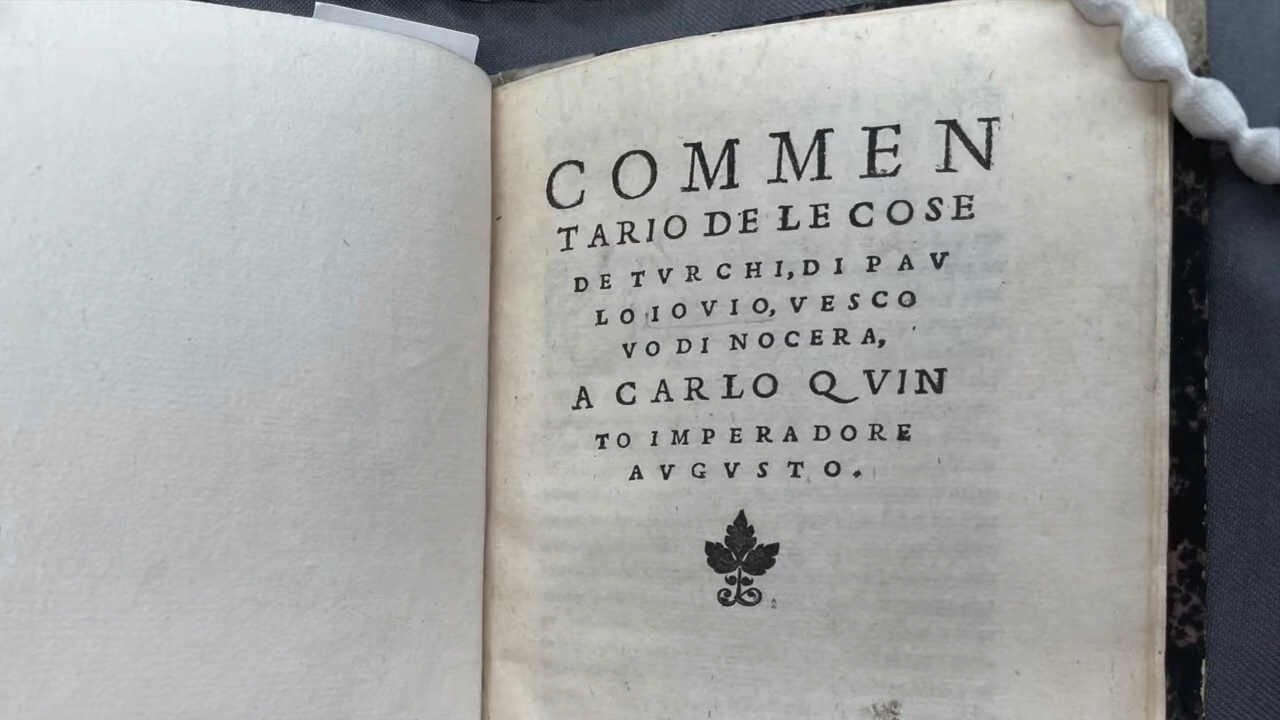 COMMEN
TARIO DE LE COSE
DE TVRCHI, DI PAV
LO IOVIO, VESCO
VO DI NOCERA,
A CARLO QVIN
TO IMPERADORE
AVGVSTO.